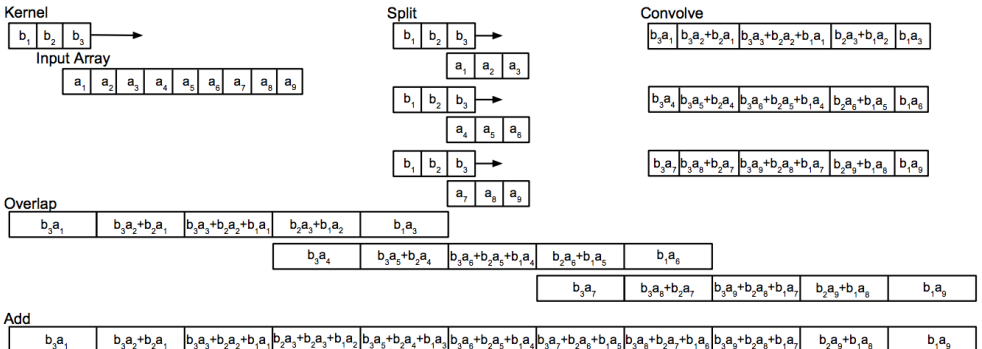 Kernel
b₁ b₂ b₃
Input Array
a₁ a₂ a₃ a₄ a₅ a₆ a₇ a₈ a₉
Split
b₁ b₂ b₃
a₁ a₂ a₃
b₁ b₂ b₃
a₄ a₅ a₆
b₁ b₂ b₃
a₇ a₈ a₉
Convolve
b₃a₁ b₃a₂+b₂a₁ b₃a₃+b₂a₂+b₁a₁ b₂a₃+b₁a₂ b₁a₃
b₃a₄ b₃a₅+b₂a₄ b₃a₆+b₂a₅+b₁a₄ b₂a₆+b₁a₅ b₁a₆
b₃a₇ b₃a₈+b₂a₇ b₃a₉+b₂a₈+b₁a₇ b₂a₉+b₁a₈ b₁a₉
Overlap
b₃a₁ b₃a₂+b₂a₁ b₃a₃+b₂a₂+b₁a₁ b₂a₃+b₁a₂ b₁a₃
b₃a₄ b₃a₅+b₂a₄ b₃a₆+b₂a₅+b₁a₄ b₂a₆+b₁a₅ b₁a₆
b₃a₇ b₃a₈+b₂a₇ b₃a₉+b₂a₈+b₁a₇ b₂a₉+b₁a₈ b₁a₉
Add
b₃a₁ b₃a₂+b₂a₁ b₃a₃+b₂a₂+b₁a₁ b₂a₃+b₂a₃+b₁a₂ b₃a₅+b₂a₄+b₁a₃ b₃a₆+b₂a₅+b₁a₄ b₃a₇+b₂a₆+b₁a₅ b₃a₈+b₂a₇+b₁a₆ b₃a₉+b₂a₈+b₁a₇ b₂a₉+b₁a₈ b₁a₉